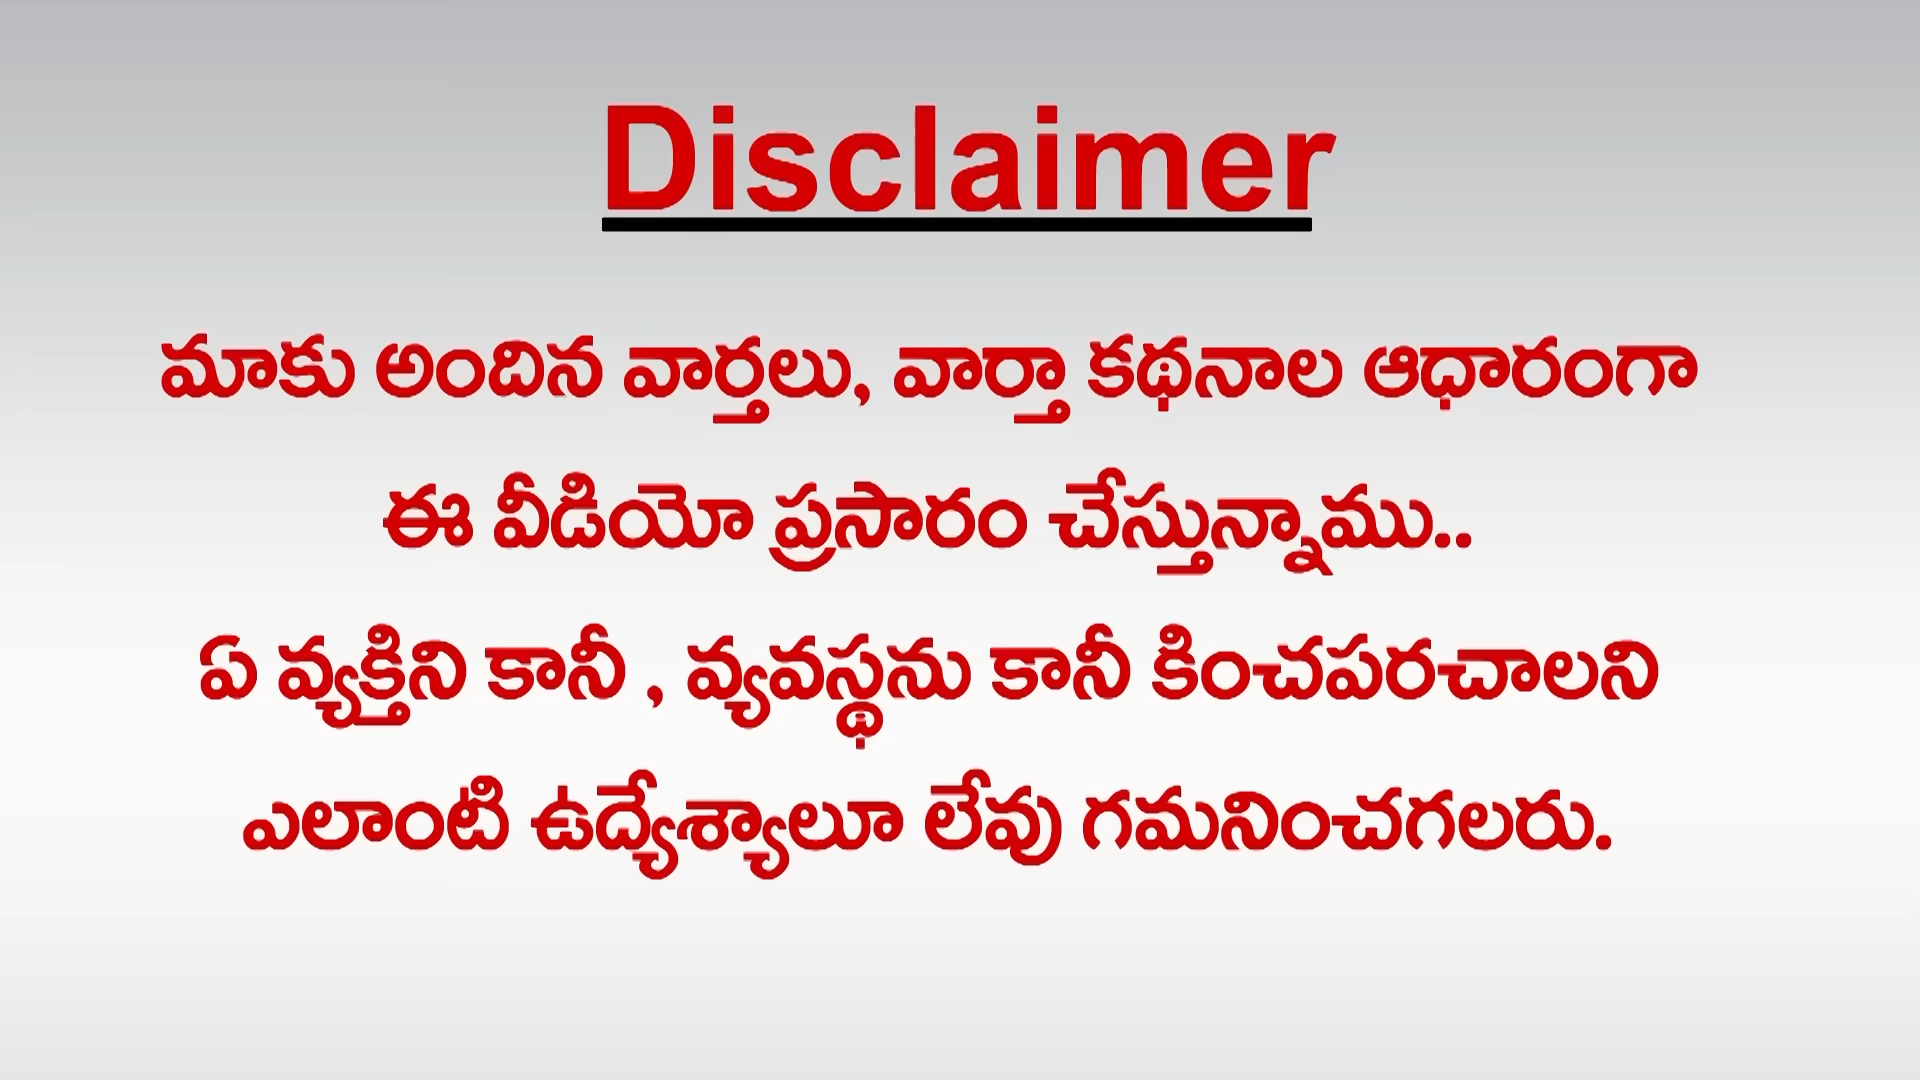 Disclaimer
మాకు అందిన వార్తలు, వార్తా కథనాల ఆధారంగా
ఈ వీడియో ప్రసారం చేస్తున్నాము..
ఏ వ్యక్తిని కానీ , వ్యవస్థను కానీ కించపరచాలని
ఎలాంటి ఉద్యేశ్యాలూ లేవు గమనించగలరు.